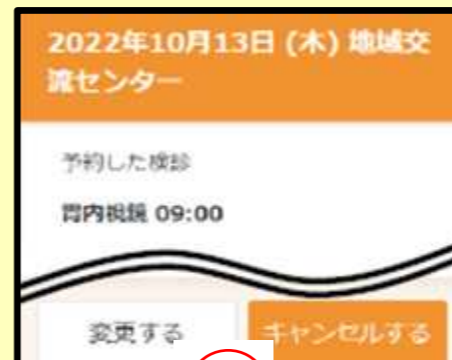 2022年10月13日 (木) 地域交
流センター
予約した検診
胃内視鏡 09:00
変更する
キャンセルする